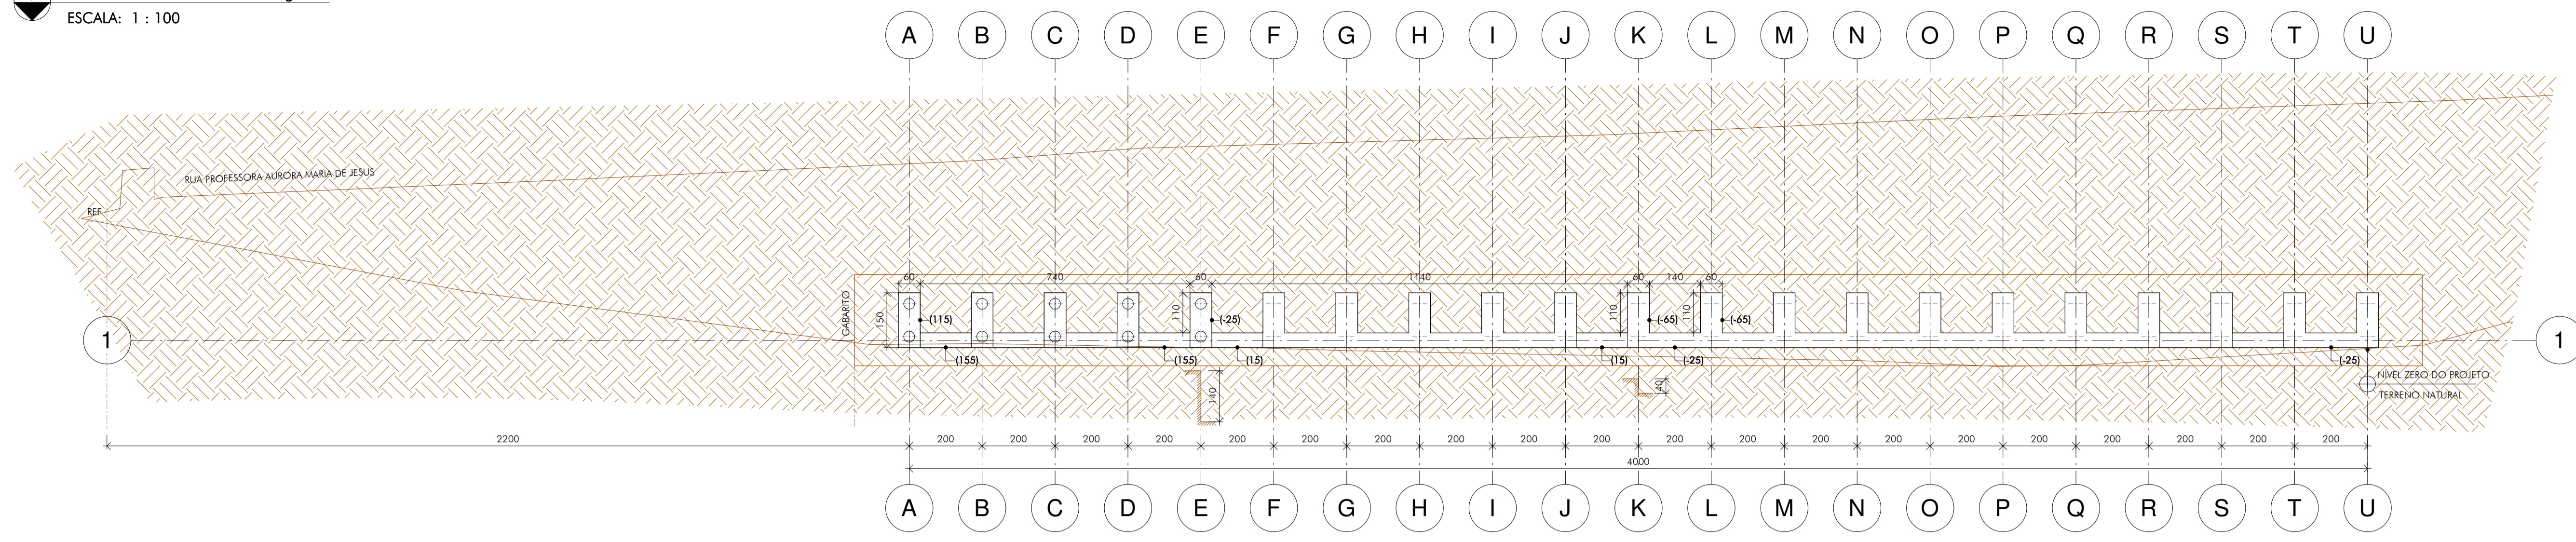 ESCALA: 1 : 100
A B C D E F G H I J K L M N O P Q R S T U
RUA PROFESSORA AURORA MARIA DE JESUS
REF
GABARITO
60 740 60 1140 60 140 60
150 (115) 110 (-25) 110 (-65) 110 (-65)
1 1
(155) (155) (15) (15) (-25) (-25)
140 40
NÍVEL ZERO DO PROJETO
TERRENO NATURAL
2200 200 200 200 200 200 200 200 200 200 200 200 200 200 200 200 200 200 200 200 200
4000
A B C D E F G H I J K L M N O P Q R S T U